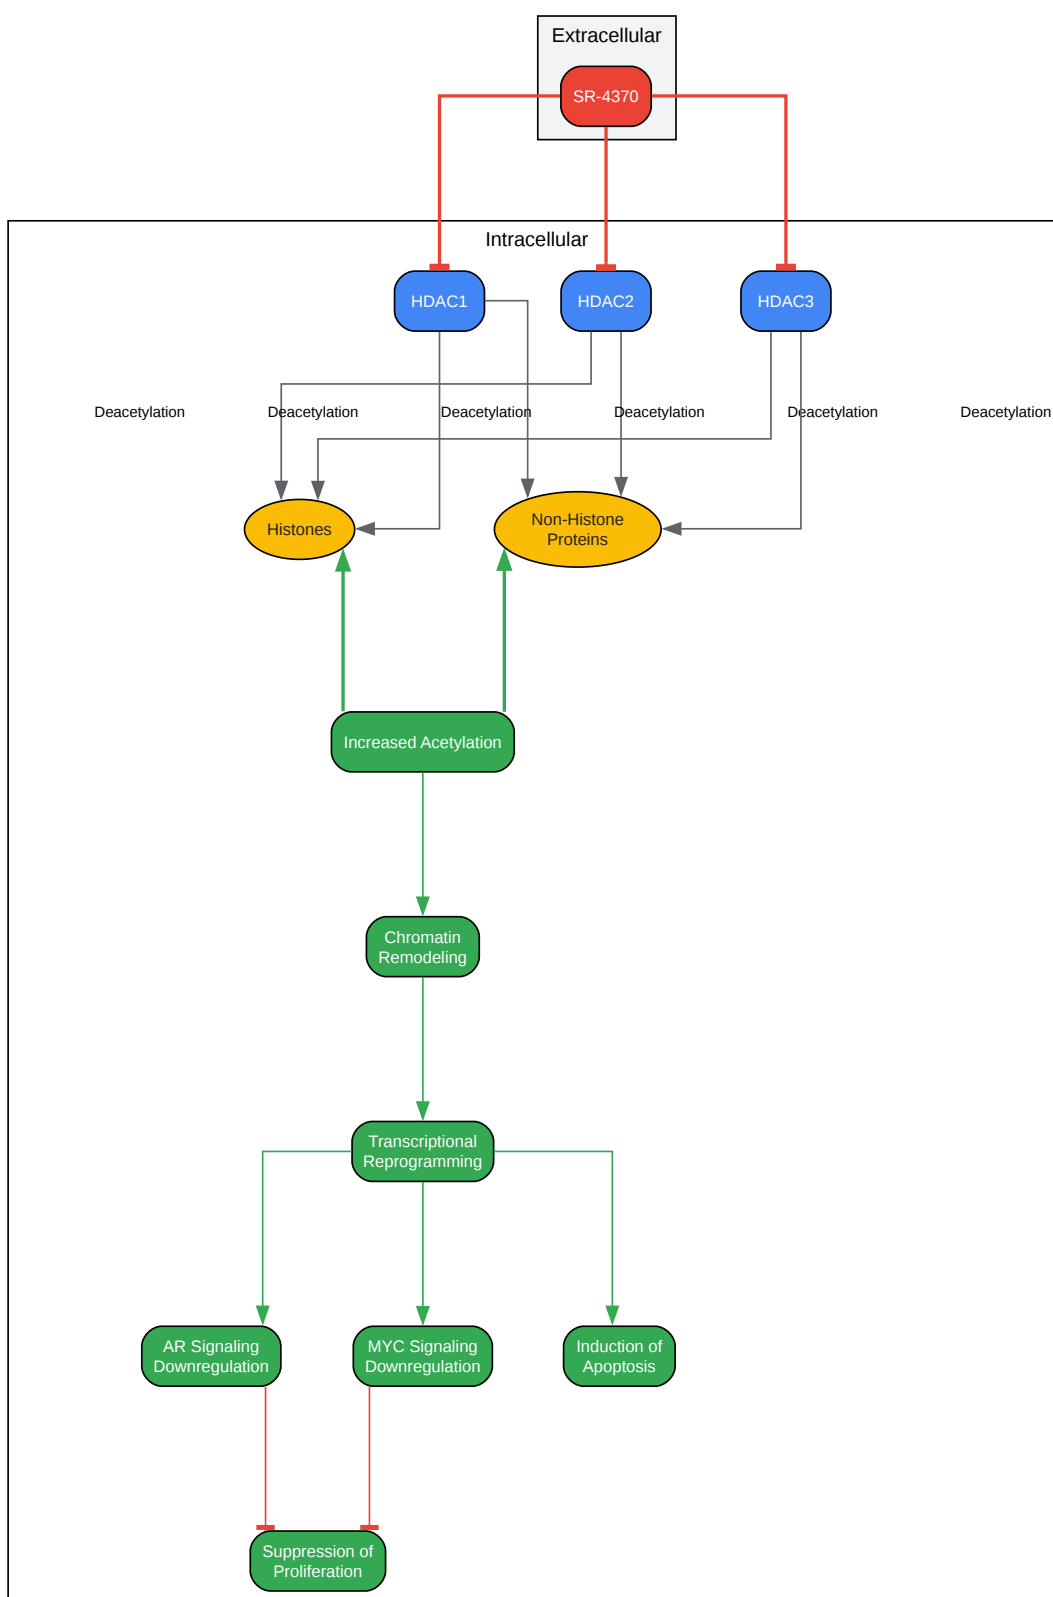 Extracellular
SR-4370
Intracellular
HDAC1
HDAC2
HDAC3
Deacetylation
Deacetylation
Deacetylation
Deacetylation
Deacetylation
Deacetylation
Histones
Non-Histone
Proteins
Increased Acetylation
Chromatin
Remodeling
Transcriptional
Reprogramming
AR Signaling
Downregulation
MYC Signaling
Downregulation
Induction of
Apoptosis
Suppression of
Proliferation